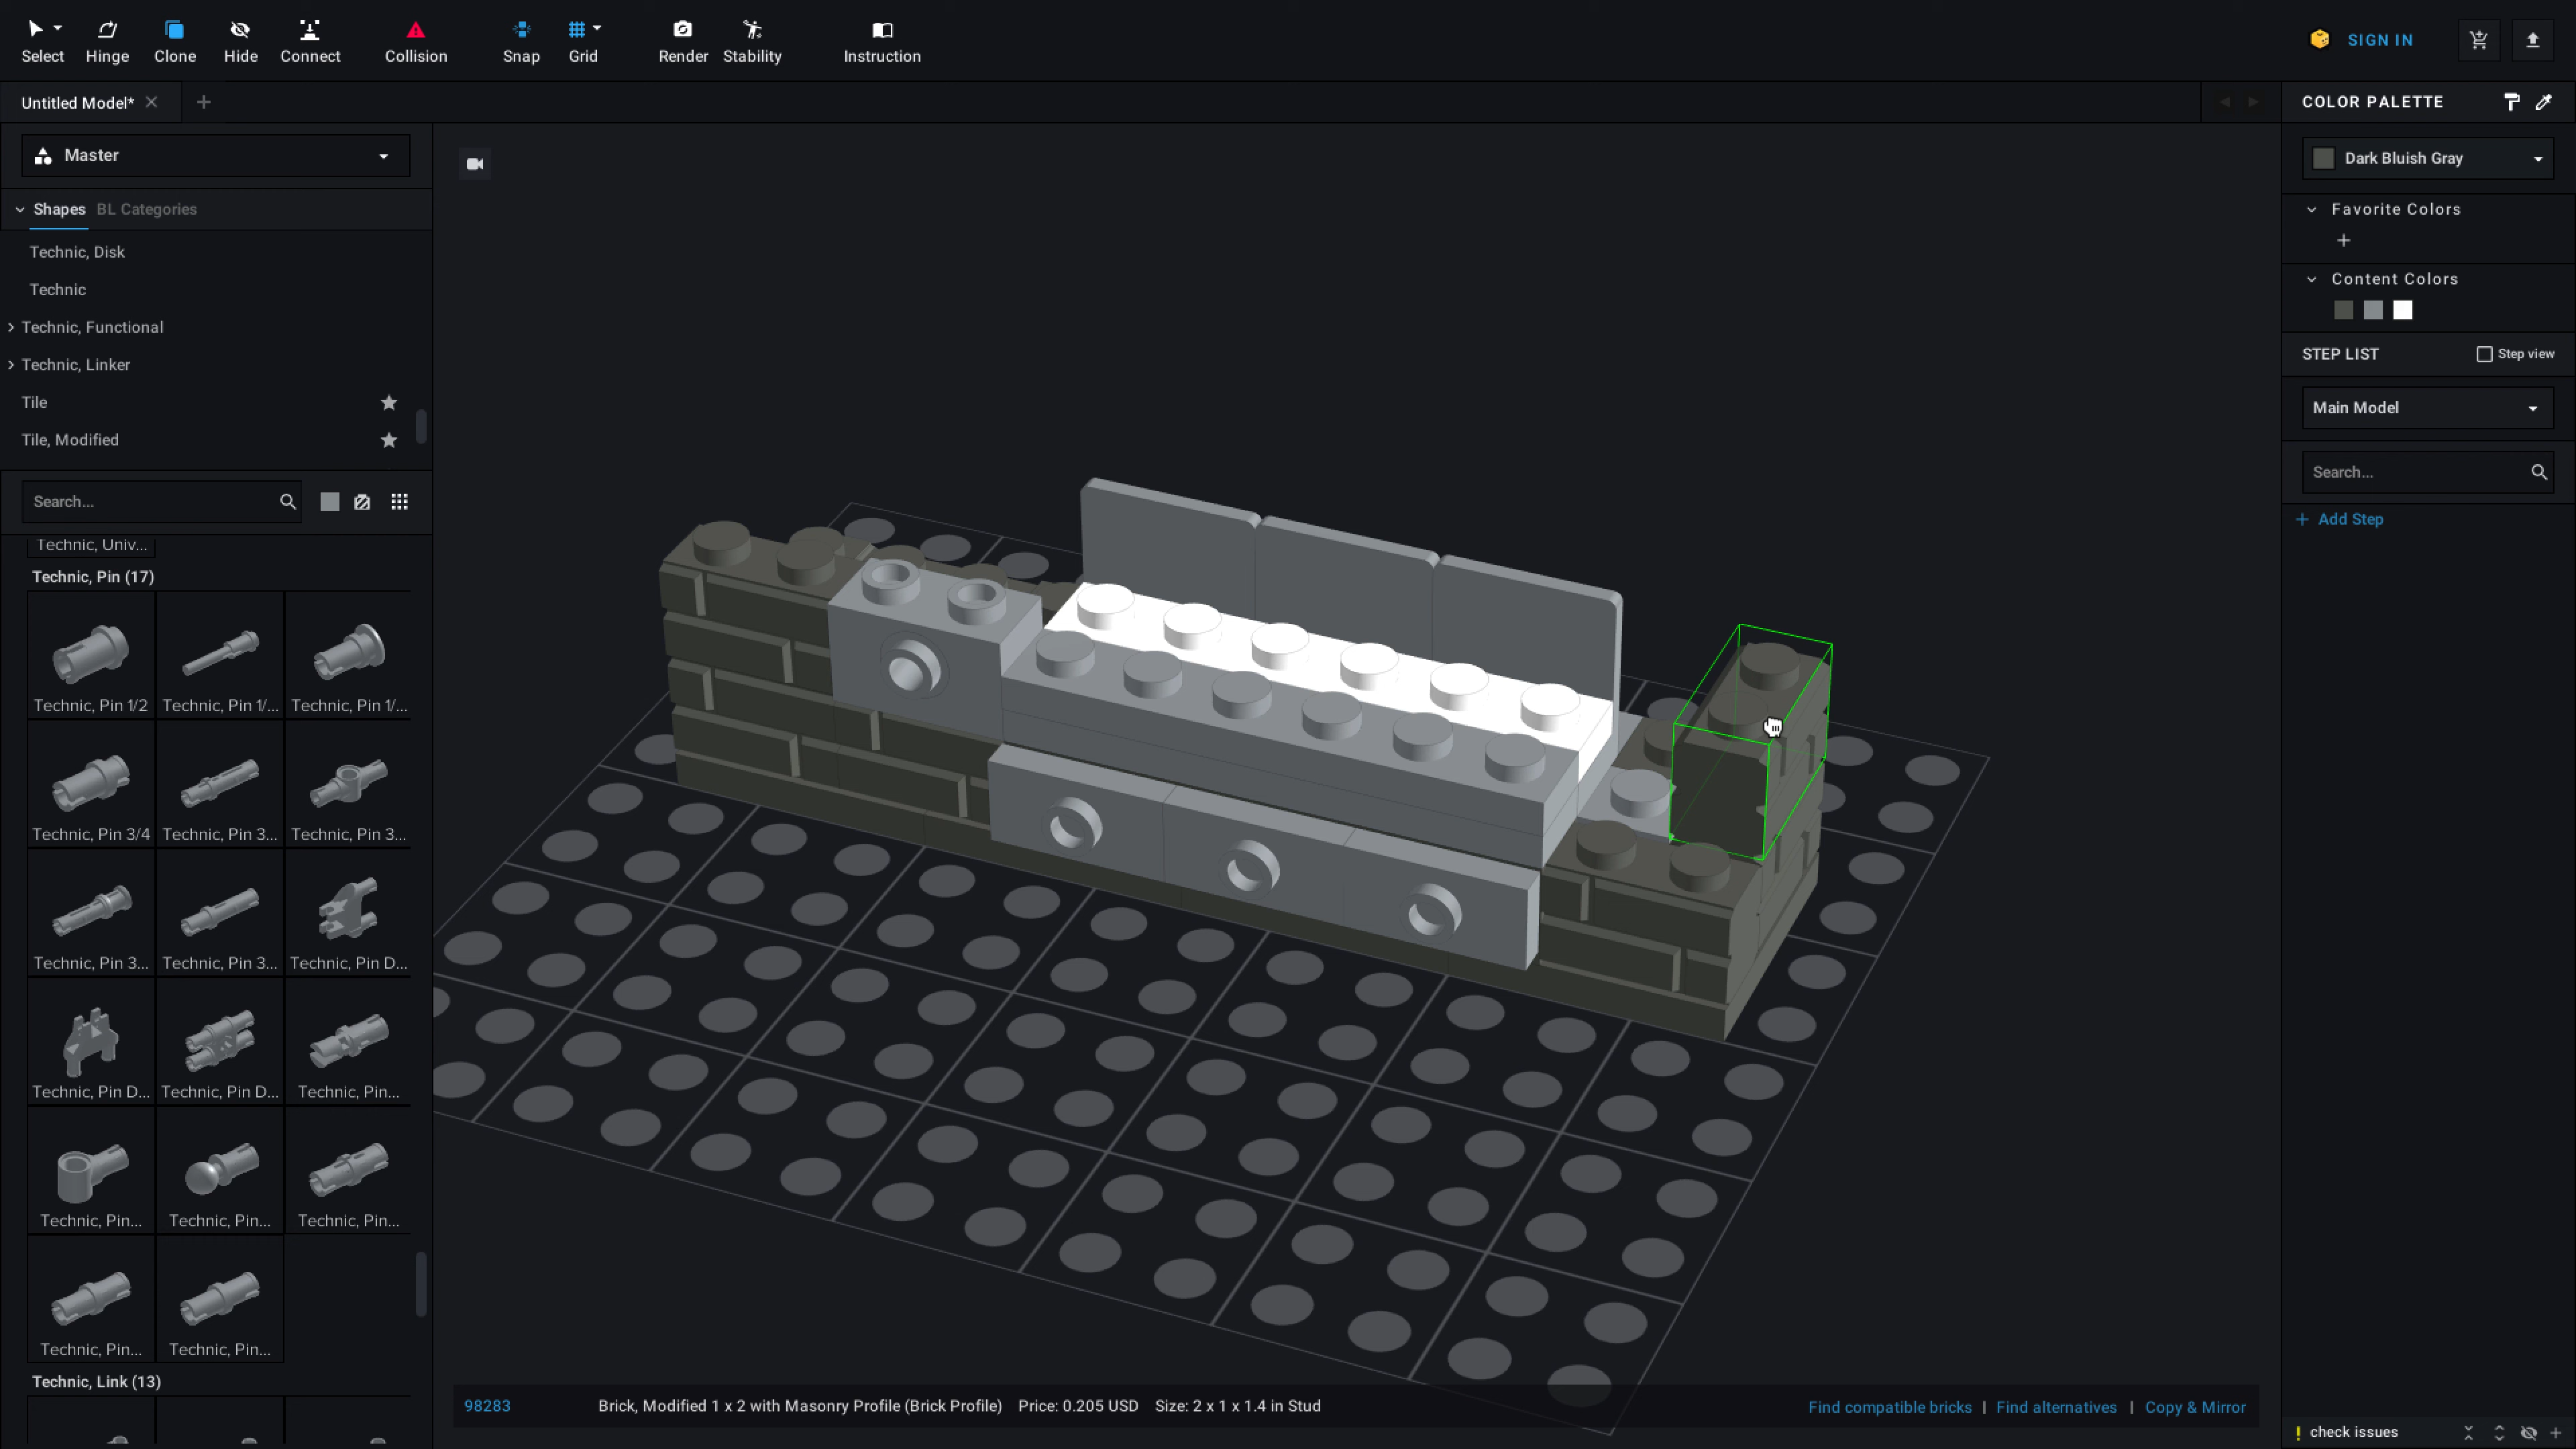 Select
Hinge
Clone
Hide
Connect
Collision
Snap
Grid
Render
Stability
Instruction
SIGN IN
Untitled Model*
COLOR PALETTE
Master
Dark Bluish Gray
Shapes BL Categories
Favorite Colors
Technic, Disk
Technic
Content Colors
Technic, Functional
Technic, Linker
STEP LIST
Step view
Tile
Main Model
Tile, Modified
Search...
Search...
Add Step
Technic, Univ...
Technic, Pin (17)
Technic, Pin 1/2
Technic, Pin 1/...
Technic, Pin 1/...
Technic, Pin 3/4
Technic, Pin 3...
Technic, Pin 3...
Technic, Pin 3...
Technic, Pin 3...
Technic, Pin D...
Technic, Pin D...
Technic, Pin D...
Technic, Pin...
Technic, Pin...
Technic, Pin...
Technic, Pin...
Technic, Pin...
Technic, Pin...
Technic, Link (13)
98283 Brick, Modified 1 x 2 with Masonry Profile (Brick Profile) Price: 0.205 USD Size: 2 x 1 x 1.4 in Stud
Find compatible bricks | Find alternatives | Copy & Mirror
check issues